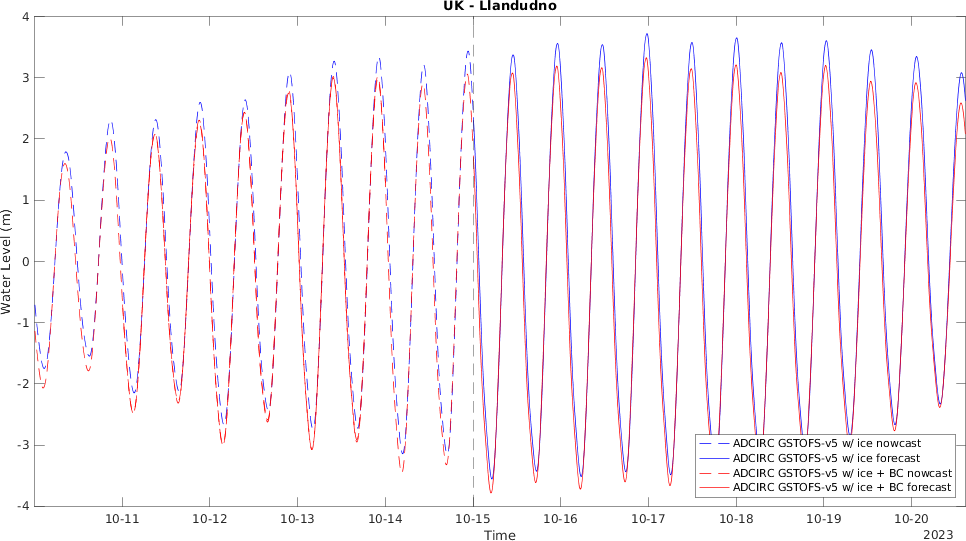 UK - Llandudno
Water Level (m)
4
3
2
1
0
-1
-2
-3
-4
10-11
10-12
10-13
10-14
10-15
10-16
10-17
10-18
10-19
10-20
Time
2023
ADCIRC GSTOFS-v5 w/ ice nowcast
ADCIRC GSTOFS-v5 w/ ice forecast
ADCIRC GSTOFS-v5 w/ ice + BC nowcast
ADCIRC GSTOFS-v5 w/ ice + BC forecast